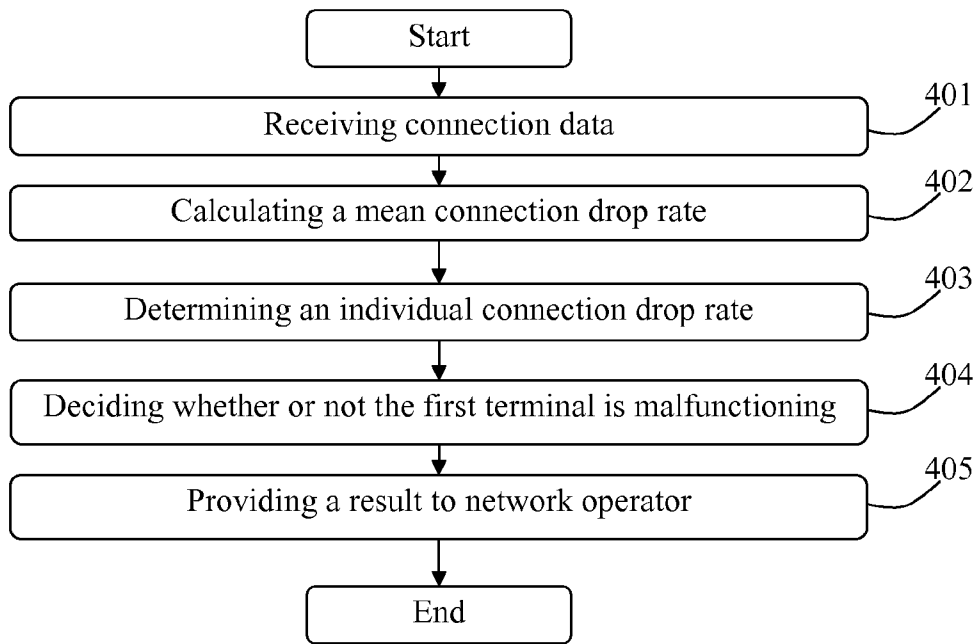 Start
Receiving connection data
401
Calculating a mean connection drop rate
402
Determining an individual connection drop rate
403
Deciding whether or not the first terminal is malfunctioning
404
Providing a result to network operator
405
End